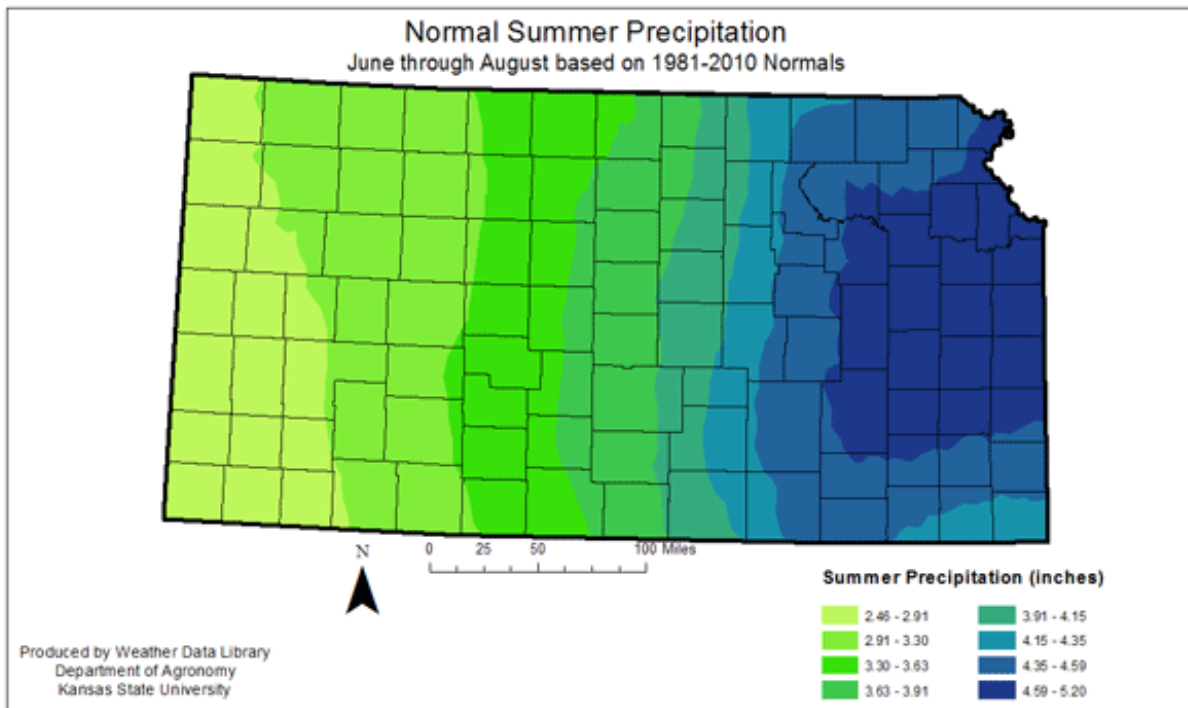 Normal Summer Precipitation
June through August based on 1981-2010 Normals
N
0 25 50 100 Miles
Summer Precipitation (inches)
2.46 - 2.91
2.91 - 3.30
3.30 - 3.63
3.63 - 3.91
3.91 - 4.15
4.15 - 4.35
4.35 - 4.59
4.59 - 5.20
Produced by Weather Data Library
Department of Agronomy
Kansas State University